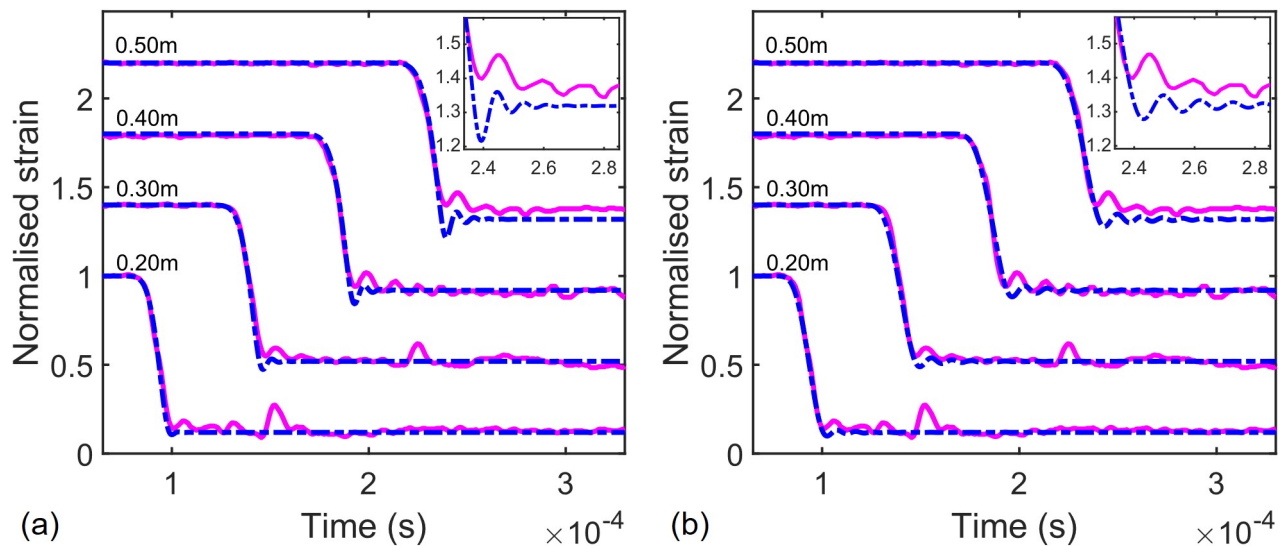 0.50m
0.40m
0.30m
0.20m
Normalised strain
2
1.5
1
0.5
0
1 2 3
Time (s)
×10⁻⁴
1.5
1.4
1.3
1.2
2.4 2.6 2.8
(a)
0.50m
0.40m
0.30m
0.20m
Normalised strain
2
1.5
1
0.5
0
1 2 3
Time (s)
×10⁻⁴
1.5
1.4
1.3
1.2
2.4 2.6 2.8
(b)